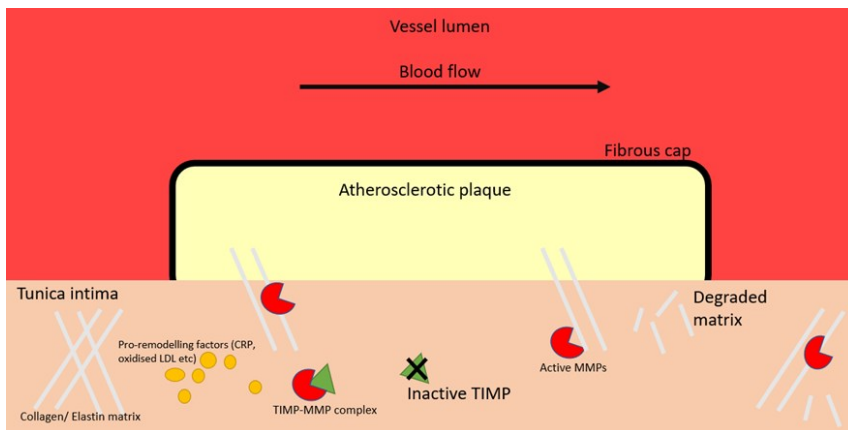 Vessel lumen
Blood flow
Fibrous cap
Atherosclerotic plaque
Tunica intima
Degraded
matrix
Pro-remodelling factors (CRP,
oxidised LDL etc)
Active MMPs
Inactive TIMP
TIMP-MMP complex
Collagen/ Elastin matrix